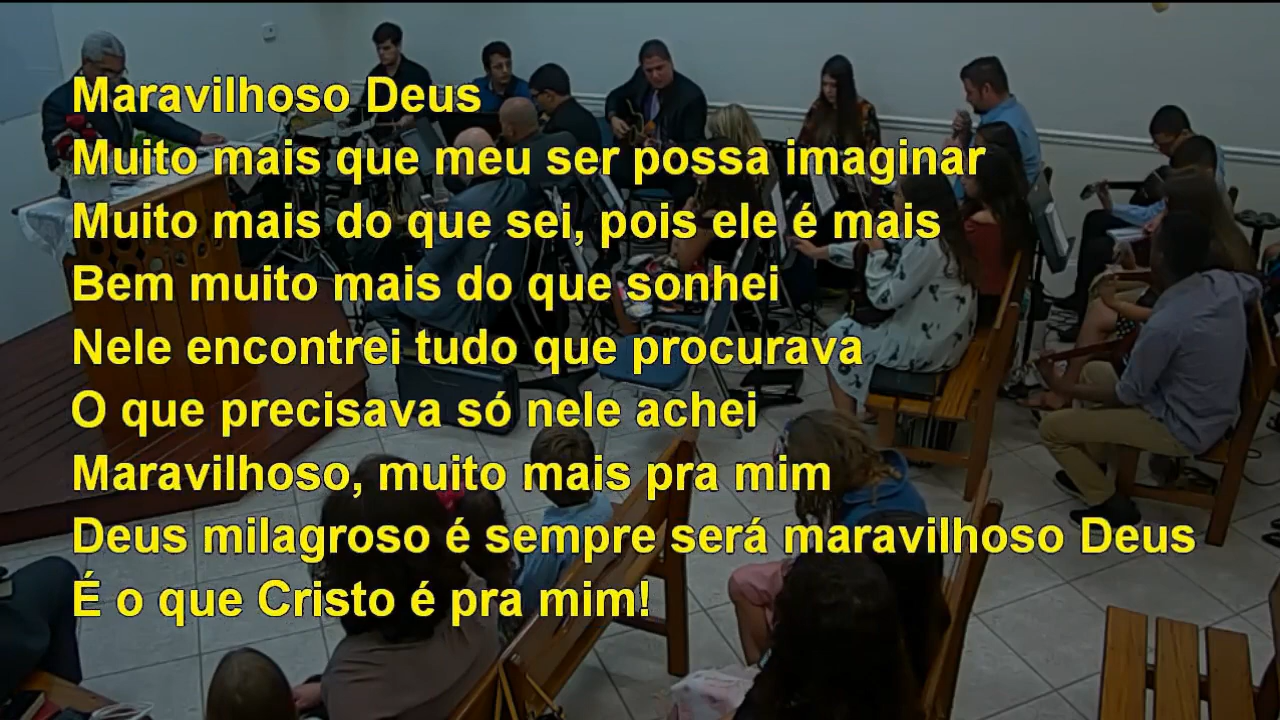 Maravilhoso Deus
Muito mais que meu ser possa imaginar
Muito mais do que sei, pois ele é mais
Bem muito mais do que sonhei
Nele encontrei tudo que procurava
O que precisava só nele achei
Maravilhoso, muito mais pra mim
Deus milagroso é sempre será maravilhoso Deus
É o que Cristo é pra mim!